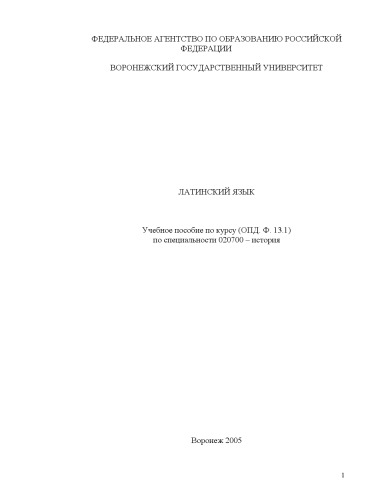 ФЕДЕРАЛЬНОЕ АГЕНТСТВО ПО ОБРАЗОВАНИЮ РОССИЙСКОЙ
ФЕДЕРАЦИИ
ВОРОНЕЖСКИЙ ГОСУДАРСТВЕННЫЙ УНИВЕРСИТЕТ
ЛАТИНСКИЙ ЯЗЫК
Учебное пособие по курсу (ОПД. Ф. 13.1)
по специальности 020700 – история
Воронеж 2005
1